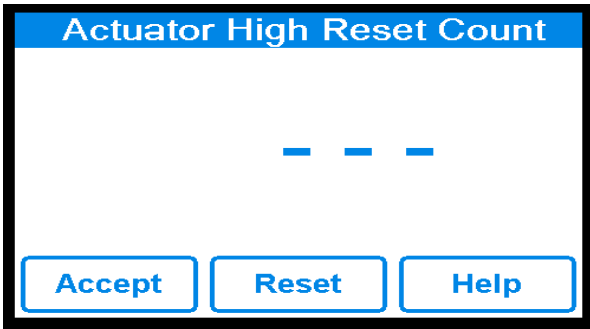 Actuator High Reset Count
- - -
Accept Reset Help